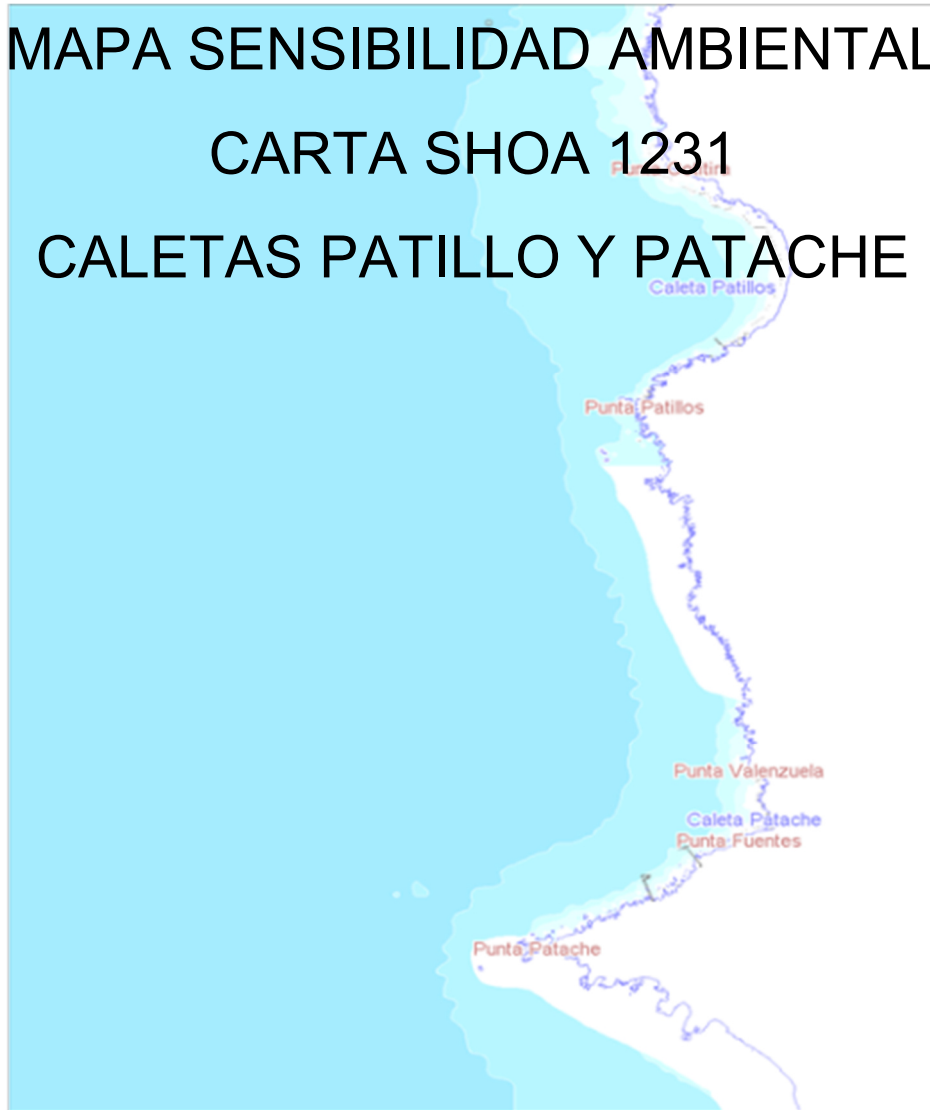 MAPA SENSIBILIDAD AMBIENTAL
CARTA SHOA 1231
CALETAS PATILLO Y PATACHE
Caleta Patillos
Punta Patillos
Punta Valenzuela
Caleta Patache
Punta Fuentes
Punta Patache